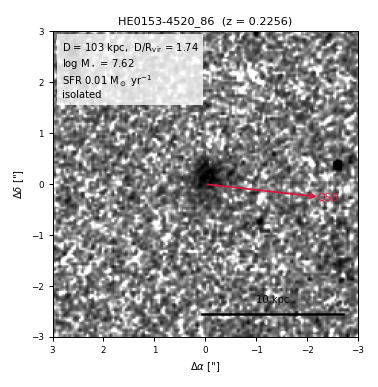 HE0153-4520_86 (z = 0.2256)
D = 103 kpc, D/Rvir = 1.74
log M⋆ = 7.62
SFR 0.01 M⊙ yr−1
isolated
QSO
10 kpc
3
2
1
0
−1
−2
−3
Δδ ["]
3 2 1 0 −1 −2 −3
Δα ["]